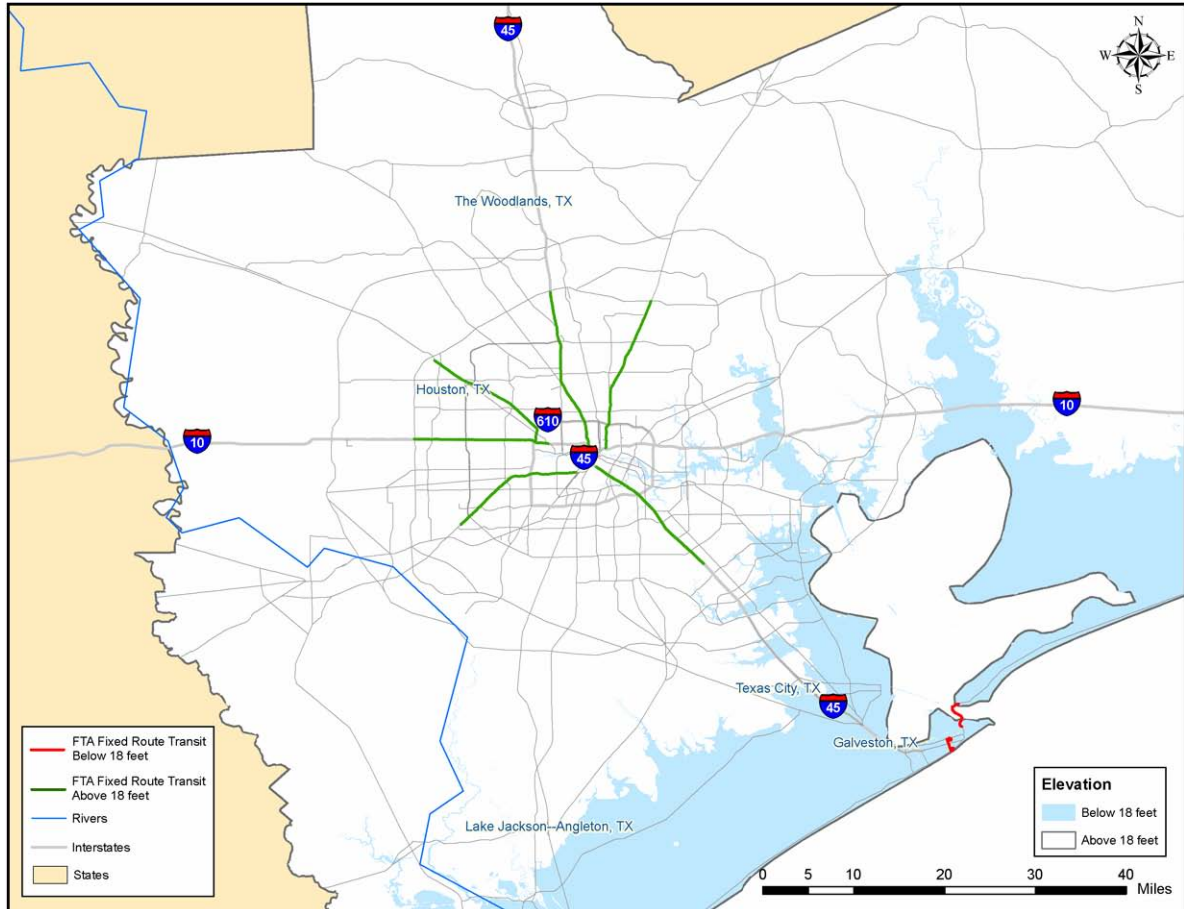 45
N
W
E
S
The Woodlands, TX
Houston, TX
610
10
10
45
Texas City, TX
45
Galveston, TX
Lake Jackson--Angleton, TX
FTA Fixed Route Transit
Below 18 feet
FTA Fixed Route Transit
Above 18 feet
Rivers
Interstates
States
Elevation
Below 18 feet
Above 18 feet
0 5 10 20 30 40
Miles